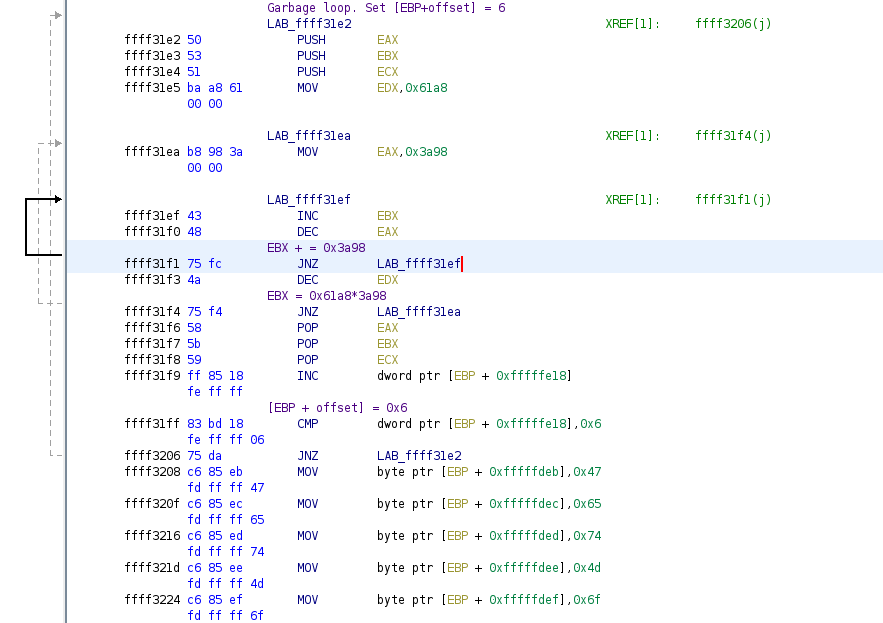 Garbage loop. Set [EBP+offset] = 6
LAB_ffff31e2 XREF[1]: ffff3206(j)
ffff31e2 50 PUSH EAX
ffff31e3 53 PUSH EBX
ffff31e4 51 PUSH ECX
ffff31e5 ba a8 61 MOV EDX,0x61a8
00 00
LAB_ffff31ea XREF[1]: ffff31f4(j)
ffff31ea b8 98 3a MOV EAX,0x3a98
00 00
LAB_ffff31ef XREF[1]: ffff31f1(j)
ffff31ef 43 INC EBX
ffff31f0 48 DEC EAX
EBX + = 0x3a98
ffff31f1 75 fc JNZ LAB_ffff31ef
ffff31f3 4a DEC EDX
EBX = 0x61a8*3a98
ffff31f4 75 f4 JNZ LAB_ffff31ea
ffff31f6 58 POP EAX
ffff31f7 5b POP EBX
ffff31f8 59 POP ECX
ffff31f9 ff 85 18 INC dword ptr [EBP + 0xfffffe18]
fe ff ff
[EBP + offset] = 0x6
ffff31ff 83 bd 18 CMP dword ptr [EBP + 0xfffffe18],0x6
fe ff ff 06
ffff3206 75 da JNZ LAB_ffff31e2
ffff3208 c6 85 eb MOV byte ptr [EBP + 0xfffffdeb],0x47
fd ff ff 47
ffff320f c6 85 ec MOV byte ptr [EBP + 0xfffffdec],0x65
fd ff ff 65
ffff3216 c6 85 ed MOV byte ptr [EBP + 0xfffffded],0x74
fd ff ff 74
ffff321d c6 85 ee MOV byte ptr [EBP + 0xfffffdee],0x4d
fd ff ff 4d
ffff3224 c6 85 ef MOV byte ptr [EBP + 0xfffffdef],0x6f
fd ff ff 6f